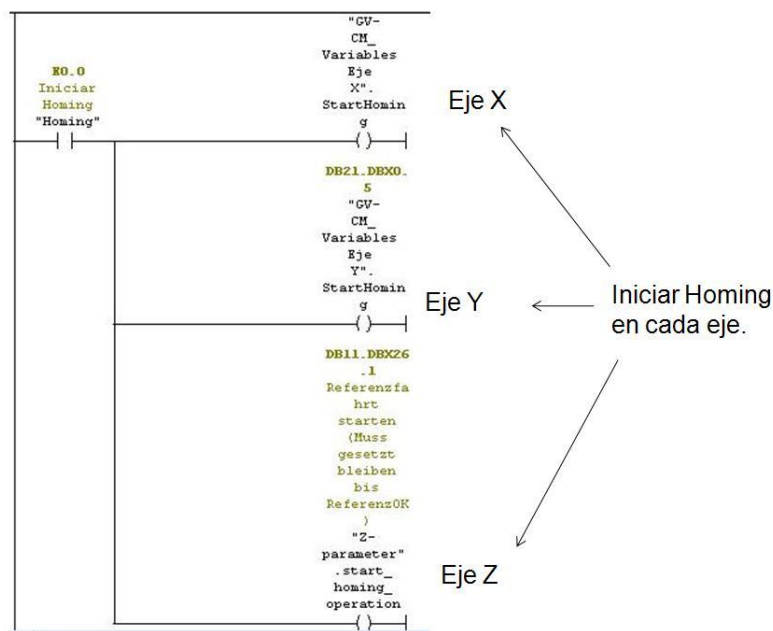 "GV-
CM_
Variables
Eje
X".
StartHomin
g
Eje X
E0.0
Iniciar
Homing
"Homing"
DB21.DBX0.
5
"GV-
CM_
Variables
Eje
Y".
StartHomin
g
Eje Y
Iniciar Homing
en cada eje.
DB11.DBX26
.1
Referenzfa
hrt
starten
(Muss
gesetzt
bleiben
bis
ReferenzOK
)
"Z-
parameter"
.start_
homing_
operation
Eje Z